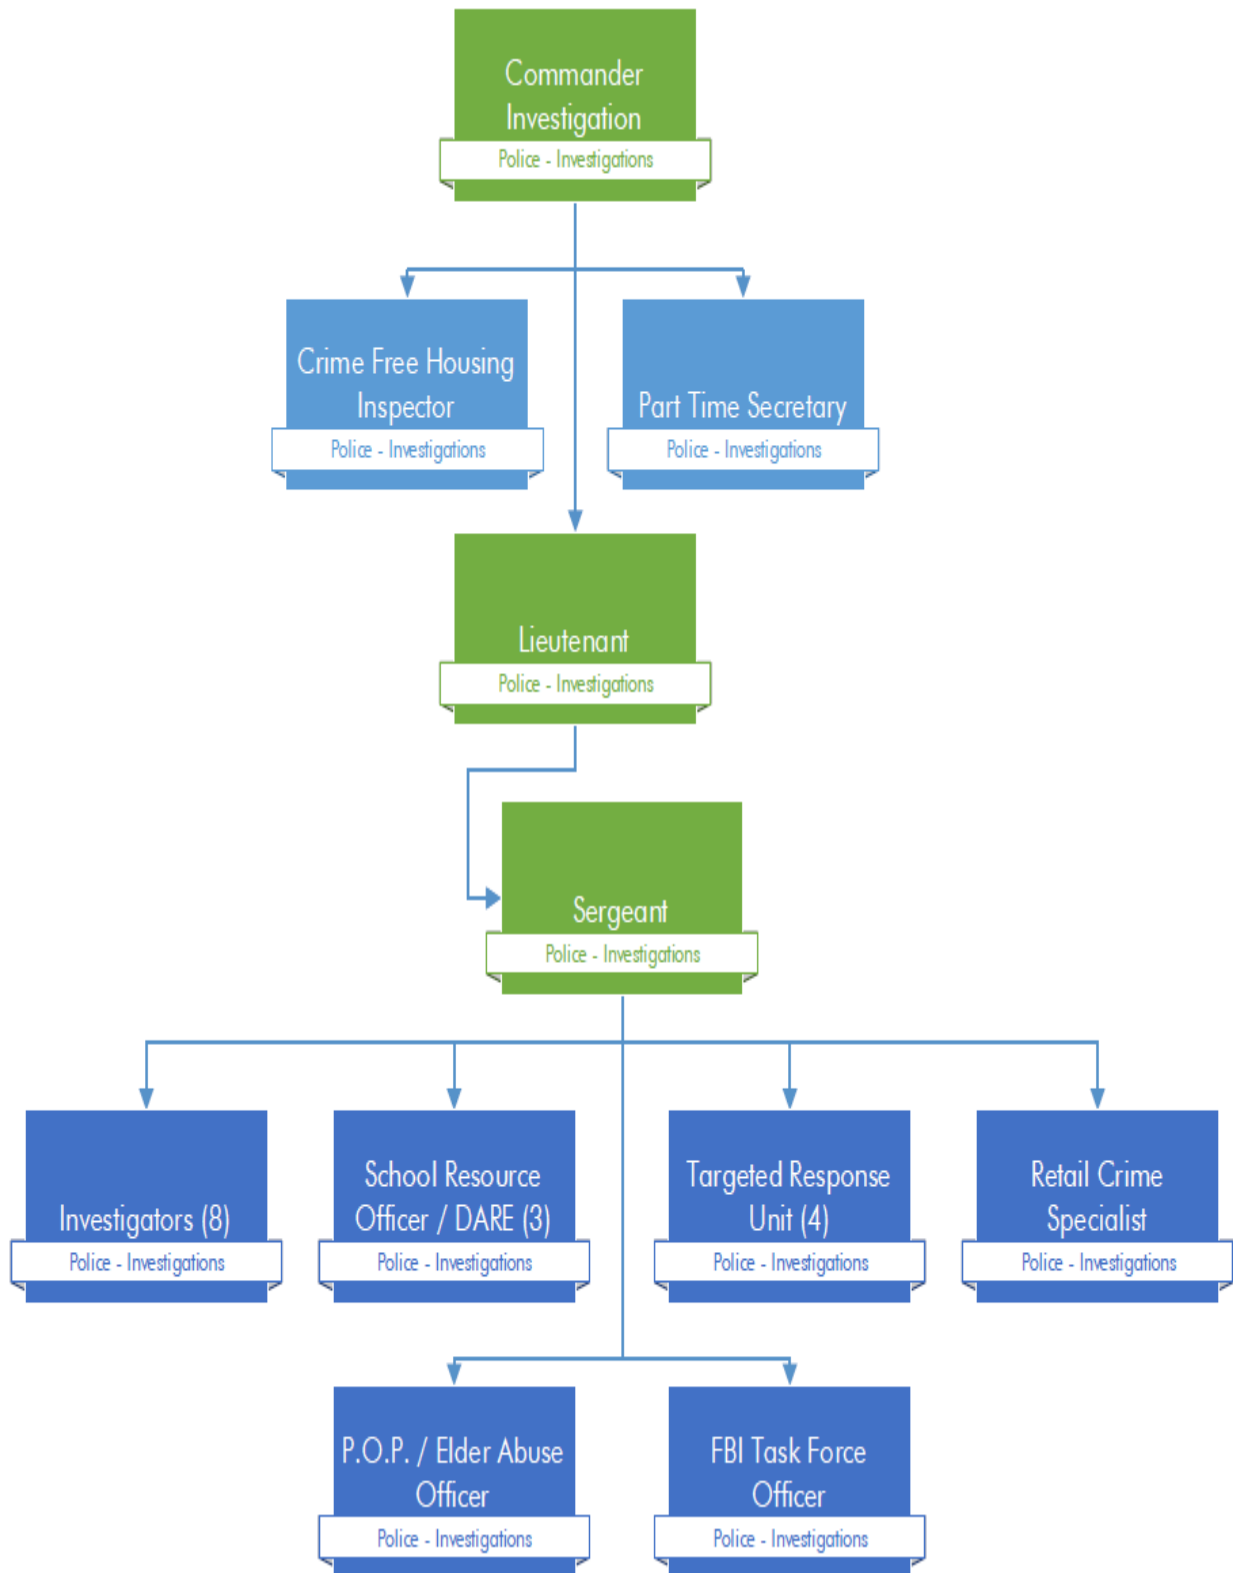 Commander
Investigation
Police - Investigations
Crime Free Housing
Inspector
Police - Investigations
Part Time Secretary
Police - Investigations
Lieutenant
Police - Investigations
Sergeant
Police - Investigations
Investigators (8)
Police - Investigations
School Resource
Officer / DARE (3)
Police - Investigations
Targeted Response
Unit (4)
Police - Investigations
Retail Crime
Specialist
Police - Investigations
P.O.P. / Elder Abuse
Officer
Police - Investigations
FBI Task Force
Officer
Police - Investigations